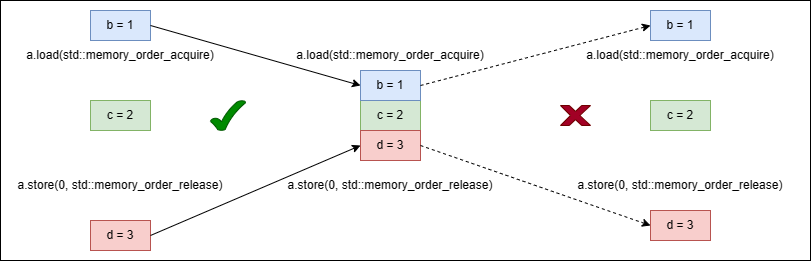 b = 1
a.load(std::memory_order_acquire)
c = 2
a.store(0, std::memory_order_release)
d = 3
a.load(std::memory_order_acquire)
b = 1
c = 2
d = 3
a.store(0, std::memory_order_release)
b = 1
a.load(std::memory_order_acquire)
c = 2
a.store(0, std::memory_order_release)
d = 3